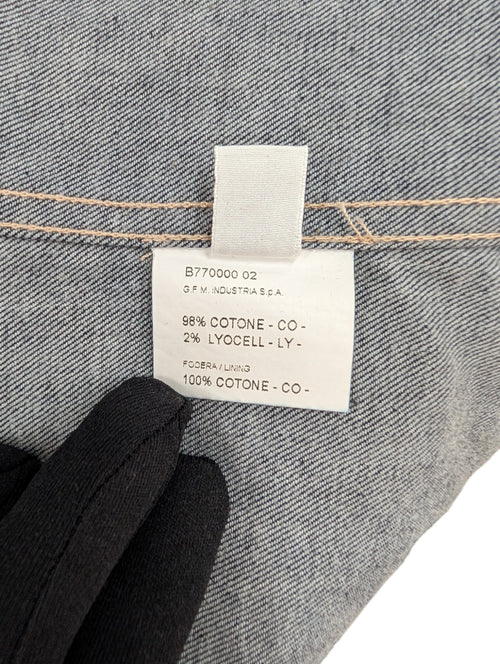 B770000 02
G.F.M. INDUSTRIA S.p.A.
98% COTONE - CO -
2% LYOCELL - LY -
FODERA / LINING
100% COTONE - CO -